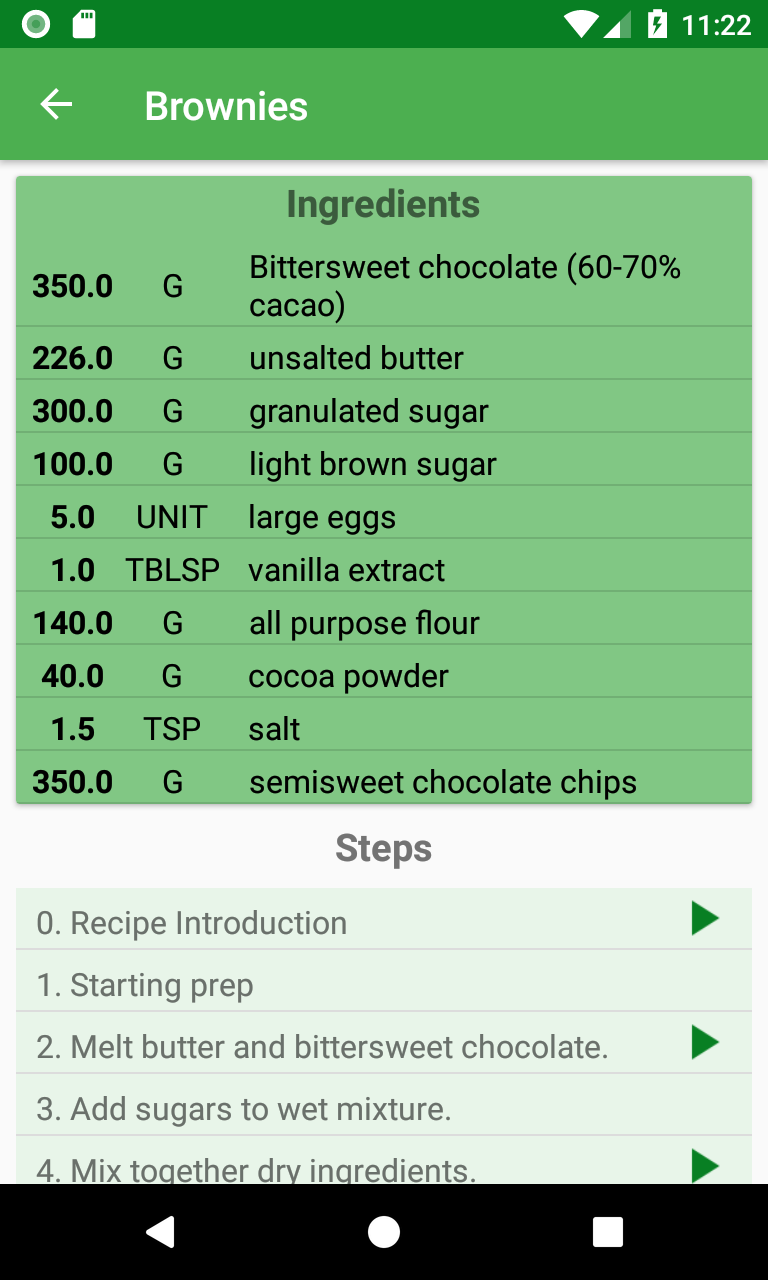 11:22
Brownies
Ingredients
350.0 G Bittersweet chocolate (60-70%
cacao)
226.0 G unsalted butter
300.0 G granulated sugar
100.0 G light brown sugar
5.0 UNIT large eggs
1.0 TBLSP vanilla extract
140.0 G all purpose flour
40.0 G cocoa powder
1.5 TSP salt
350.0 G semisweet chocolate chips
Steps
0. Recipe Introduction
1. Starting prep
2. Melt butter and bittersweet chocolate.
3. Add sugars to wet mixture.
4. Mix together dry ingredients.